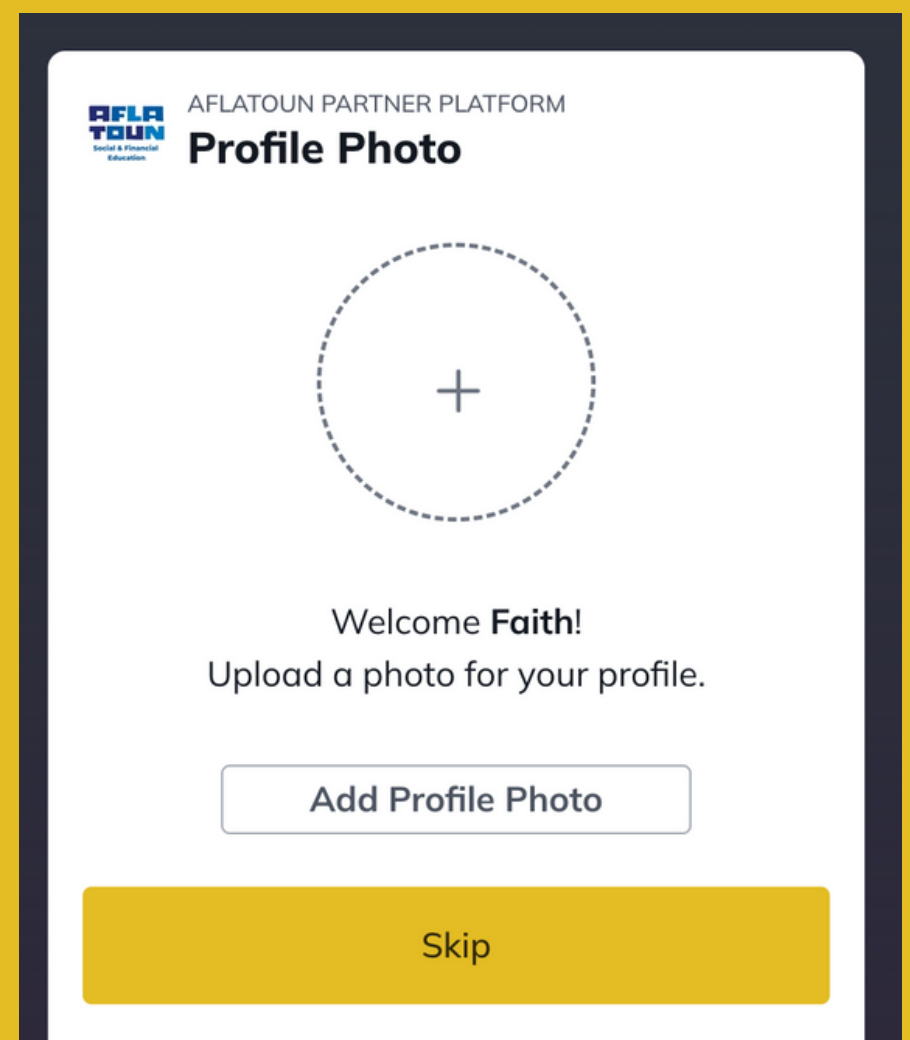 AFLA
TOUN
Social & Financial
Education
AFLATOUN PARTNER PLATFORM
Profile Photo
Welcome Faith!
Upload a photo for your profile.
Add Profile Photo
Skip